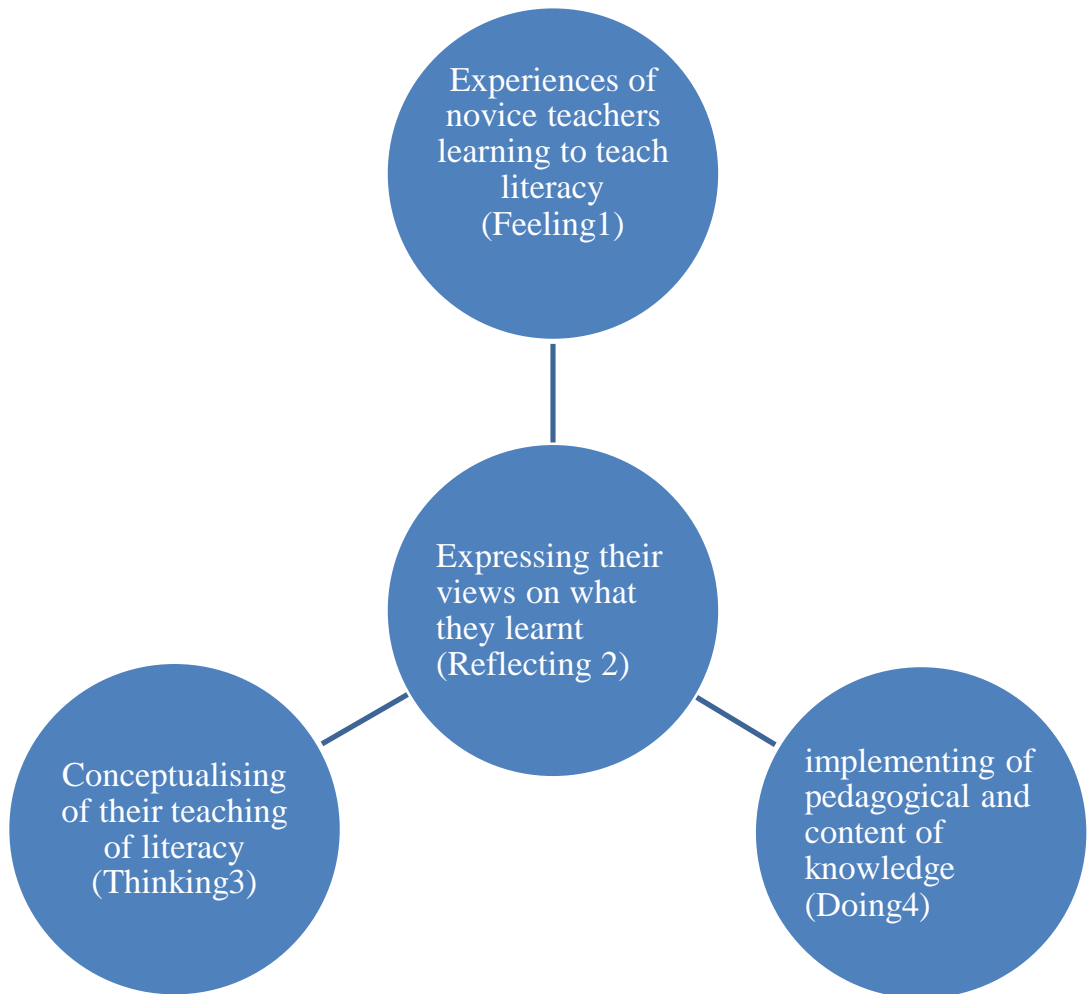 Experiences of
novice teachers
learning to teach
literacy
(Feeling1)
Expressing their
views on what
they learnt
(Reflecting 2)
Conceptualising
of their teaching
of literacy
(Thinking3)
implementing of
pedagogical and
content of
knowledge
(Doing4)